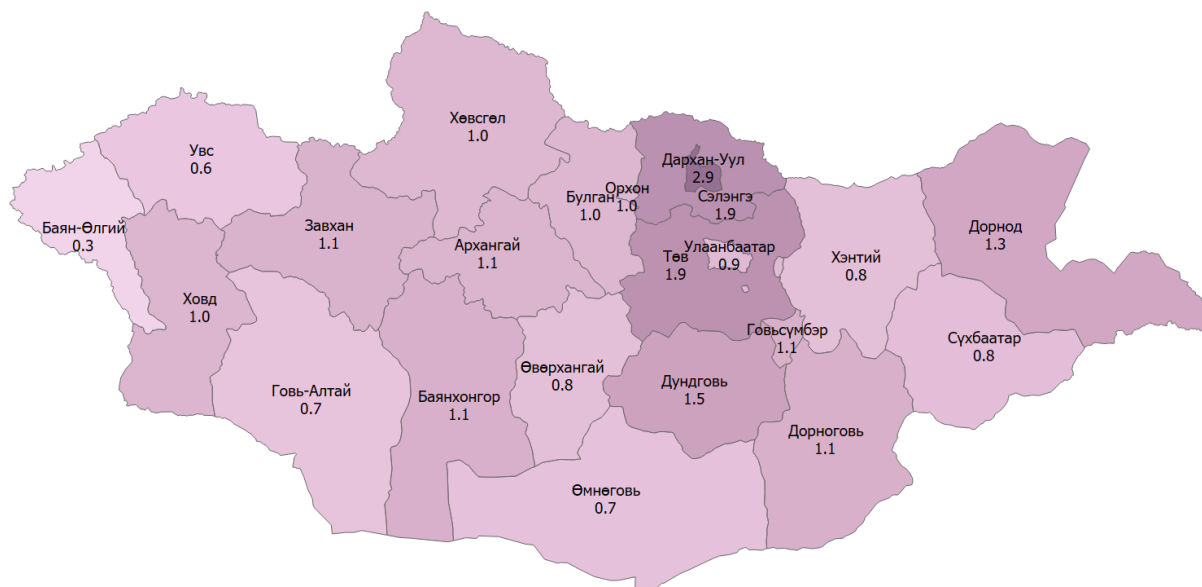 Хөвсгөл
1.0
Увс
0.6
Дархан-Уул
2.9
Орхон
1.0
Булган
1.0
Сэлэнгэ
1.9
Баян-Өлгий
0.3
Завхан
1.1
Архангай
1.1
Төв
1.9
Улаанбаатар
0.9
Хэнтий
0.8
Дорнод
1.3
Ховд
1.0
Говьсүмбэр
1.1
Сүхбаатар
0.8
Говь-Алтай
0.7
Баянхонгор
1.1
Өвөрхангай
0.8
Дундговь
1.5
Дорноговь
1.1
Өмнөговь
0.7